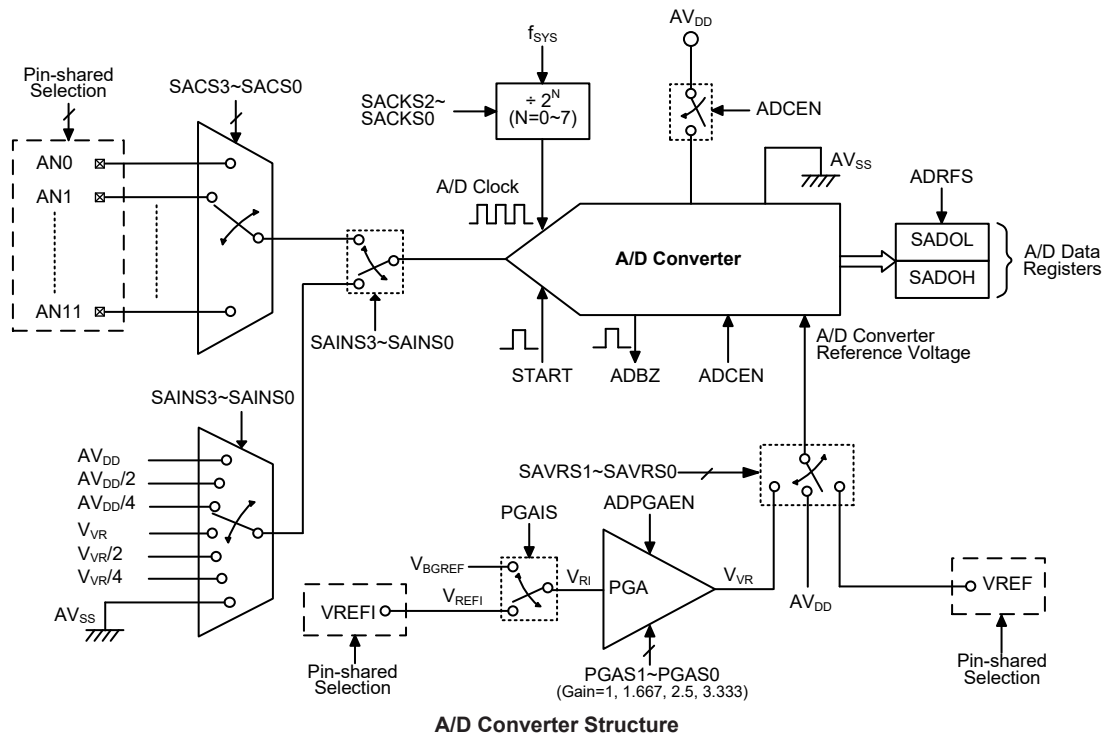 Pin-shared
Selection
AN0
AN1
AN11
SACS3~SACS0
SAINS3~SAINS0
SAINS3~SAINS0
AV_DD
AV_DD/2
AV_DD/4
V_VR
V_VR/2
V_VR/4
AV_SS
f_SYS
SACKS2~
SACKS0
÷ 2^N
(N=0~7)
A/D Clock
AV_DD
ADCEN
AV_SS
A/D Converter
START
ADBZ
ADCEN
ADRFS
SADOL
SADOH
A/D Data
Registers
A/D Converter
Reference Voltage
SAVRS1~SAVRS0
PGAIS
V_BGREF
V_REFI
VREFI
Pin-shared
Selection
V_RI
ADPGAEN
PGA
V_VR
PGAS1~PGAS0
(Gain=1, 1.667, 2.5, 3.333)
AV_DD
VREF
Pin-shared
Selection
A/D Converter Structure